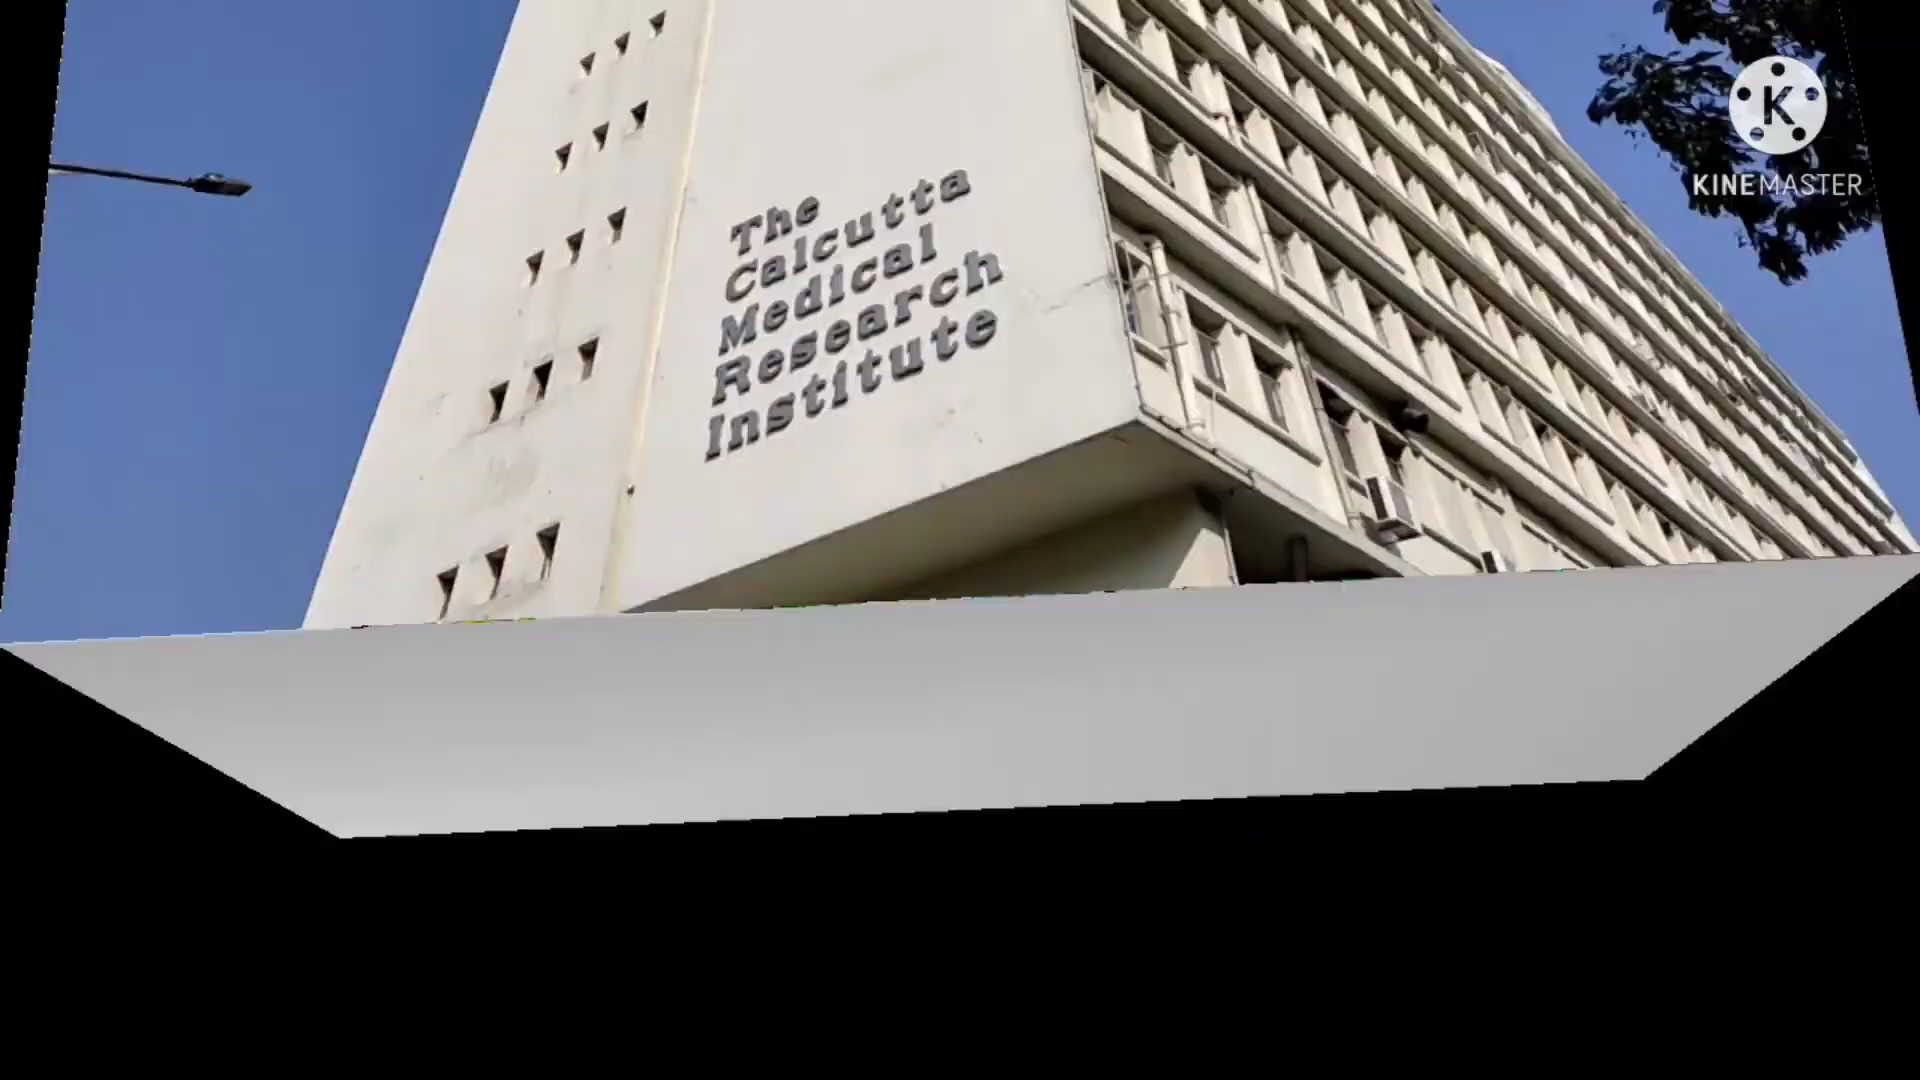 The
Calcutta
Medical
Research
Institute
K
KINEMASTER